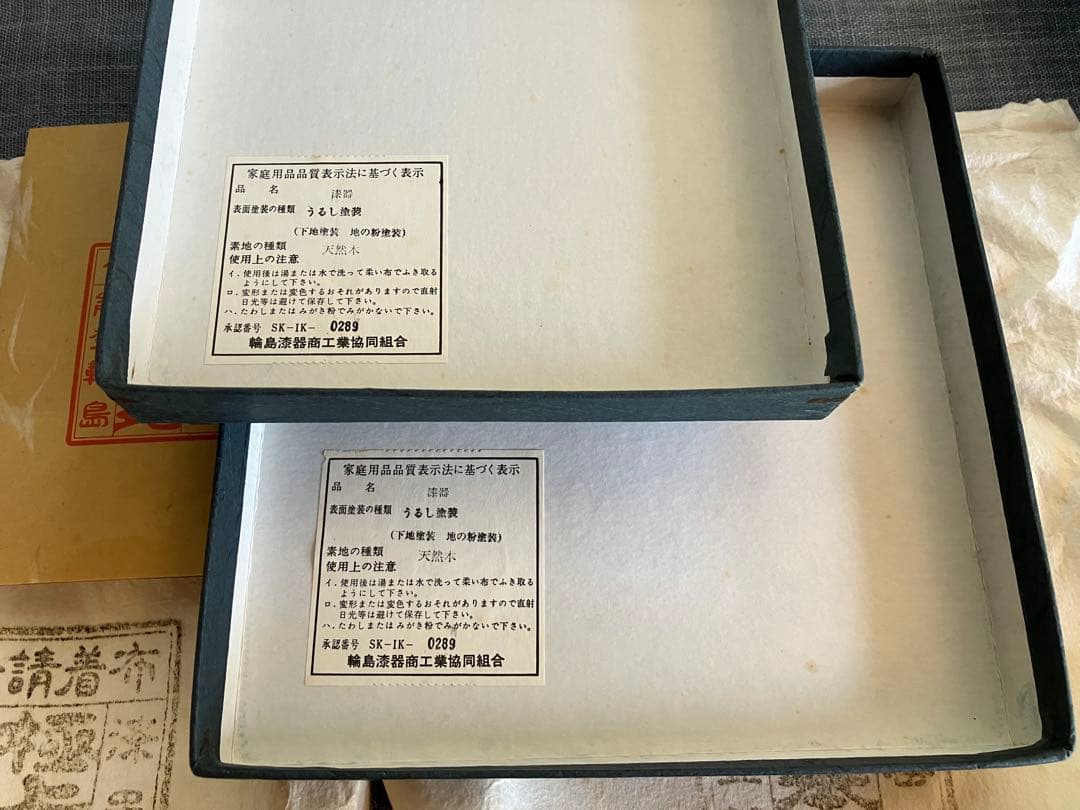 家庭用品品質表示法に基づく表示
品 名 漆器
表面塗装の種類 うるし塗装
(下地塗装 地の粉塗装)
素地の種類 天然木
使用上の注意
イ. 使用後は湯または水で洗って柔い布でふき取る
ようにして下さい。
ロ. 変形または変色するおそれがありますので直射
日光等は避けて保存して下さい。
ハ. たわしまたはみがき粉でみがかないで下さい。
承認番号 SK-IK- 0289
輪島漆器商工業協同組合
家庭用品品質表示法に基づく表示
品 名 漆器
表面塗装の種類 うるし塗装
(下地塗装 地の粉塗装)
素地の種類 天然木
使用上の注意
イ. 使用後は湯または水で洗って柔い布でふき取る
ようにして下さい。
ロ. 変形または変色するおそれがありますので直射
日光等は避けて保存して下さい。
ハ. たわしまたはみがき粉でみがかないで下さい。
承認番号 SK-IK- 0289
輪島漆器商工業協同組合
島
請着布